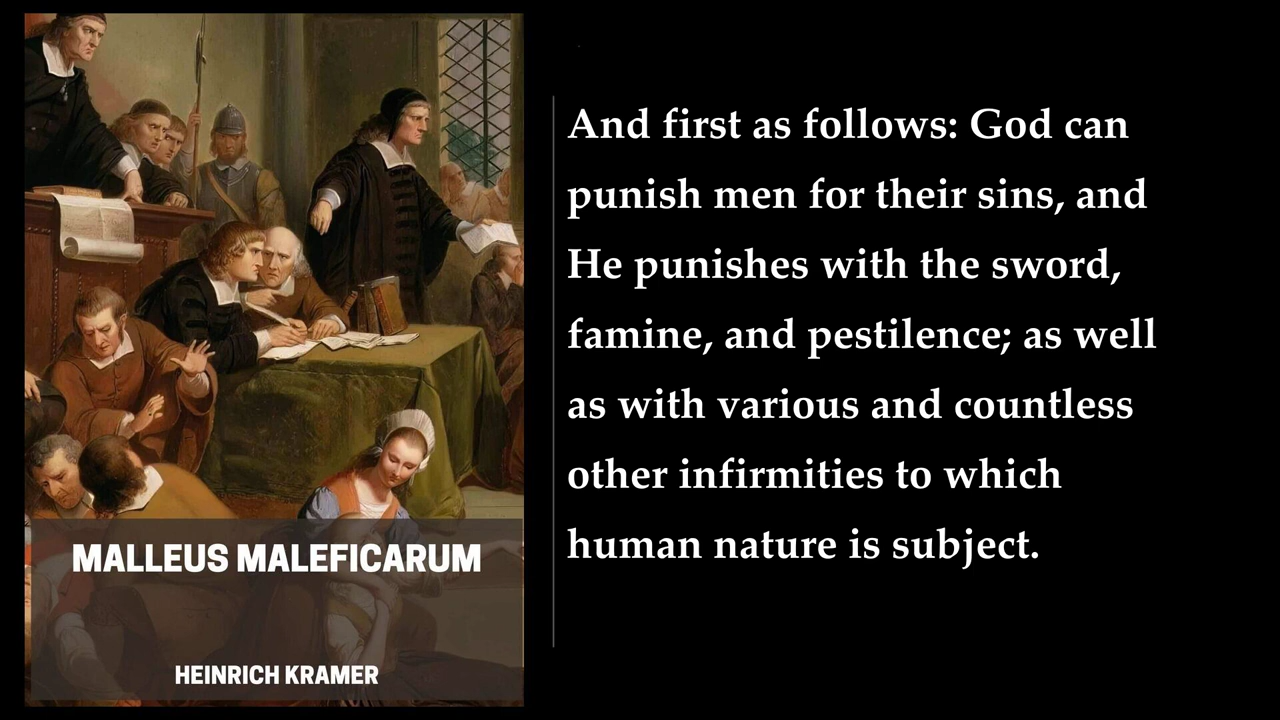 MALLEUS MALEFICARUM
HEINRICH KRAMER
And first as follows: God can
punish men for their sins, and
He punishes with the sword,
famine, and pestilence; as well
as with various and countless
other infirmities to which
human nature is subject.